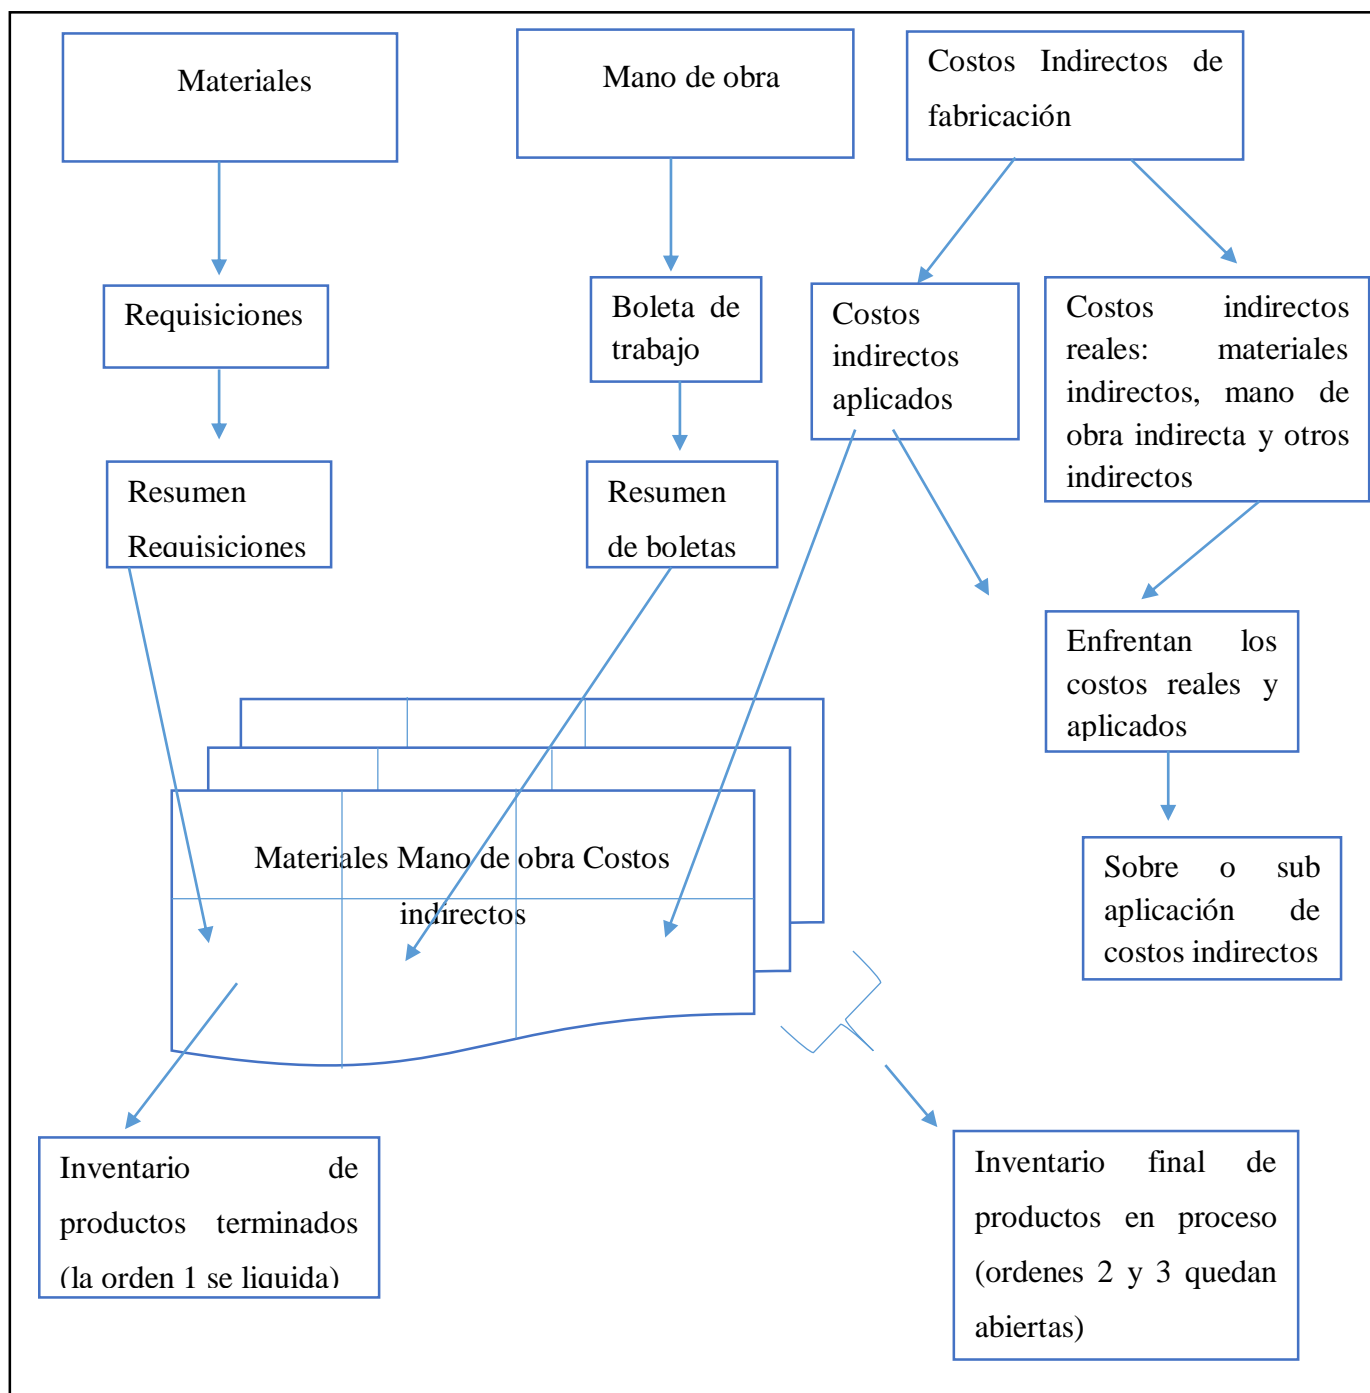 Materiales
Mano de obra
Costos Indirectos de
fabricación
Requisiciones
Boleta de
trabajo
Costos
indirectos
aplicados
Costos indirectos
reales: materiales
indirectos, mano de
obra indirecta y otros
indirectos
Resumen
Requisiciones
Resumen
de boletas
Enfrentan los
costos reales y
aplicados
Materiales Mano de obra Costos
indirectos
Sobre o sub
aplicación de
costos indirectos
Inventario de
productos terminados
(la orden 1 se liquida)
Inventario final de
productos en proceso
(ordenes 2 y 3 quedan
abiertas)